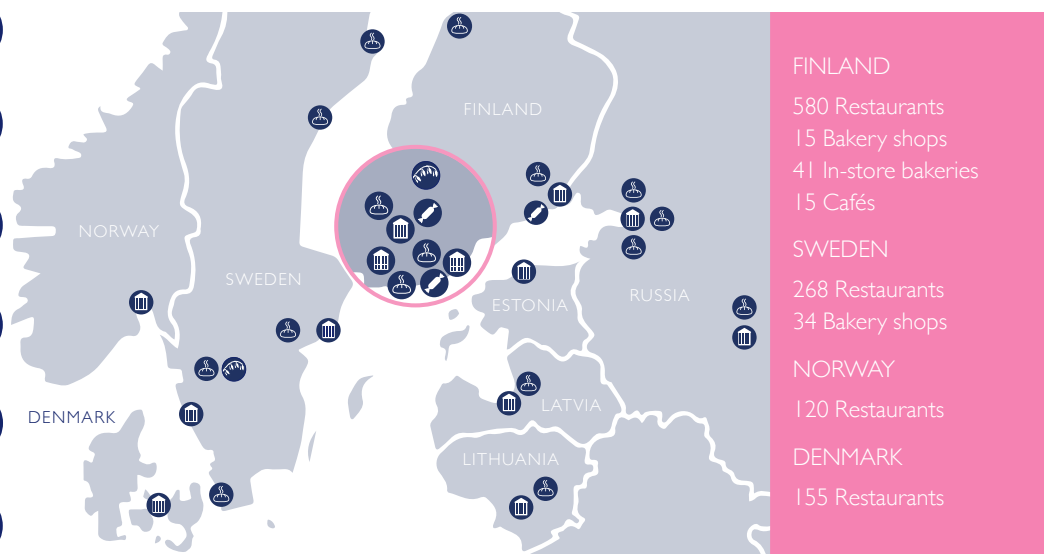 FINLAND
NORWAY
SWEDEN
ESTONIA
RUSSIA
LATVIA
DENMARK
LITHUANIA
FINLAND
580 Restaurants
15 Bakery shops
41 In-store bakeries
15 Cafés
SWEDEN
268 Restaurants
34 Bakery shops
NORWAY
120 Restaurants
DENMARK
155 Restaurants